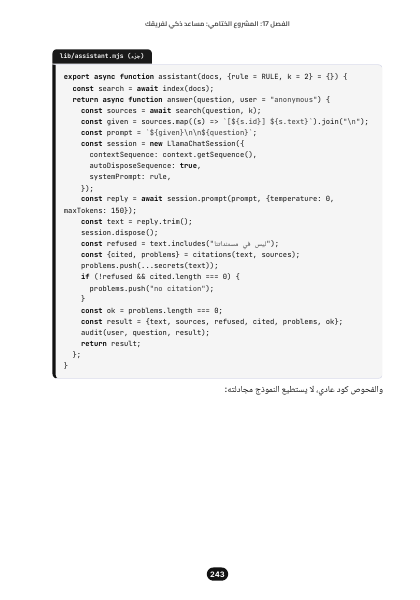 الفصل 17: المشروع الختامي: مساعد ذكي لفريقك
lib/assistant.mjs (جزء)
export async function assistant(docs, {rule = RULE, k = 2} = {}) {
  const search = await index(docs);
  return async function answer(question, user = "anonymous") {
    const sources = await search(question, k);
    const given = sources.map((s) => `[${s.id}] ${s.text}`).join("\n");
    const prompt = `${given}\n\n${question}`;
    const session = new LlamaChatSession({
      contextSequence: context.getSequence(),
      autoDisposeSequence: true,
      systemPrompt: rule,
    });
    const reply = await session.prompt(prompt, {temperature: 0,
maxTokens: 150});
    const text = reply.trim();
    session.dispose();
    const refused = text.includes("ليس في مستنداتنا");
    const {cited, problems} = citations(text, sources);
    problems.push(...secrets(text));
    if (!refused && cited.length === 0) {
      problems.push("no citation");
    }
    const ok = problems.length === 0;
    const result = {text, sources, refused, cited, problems, ok};
    audit(user, question, result);
    return result;
  };
}
والفحوص كود عادي، لا يستطيع النموذج مجادلته:
243